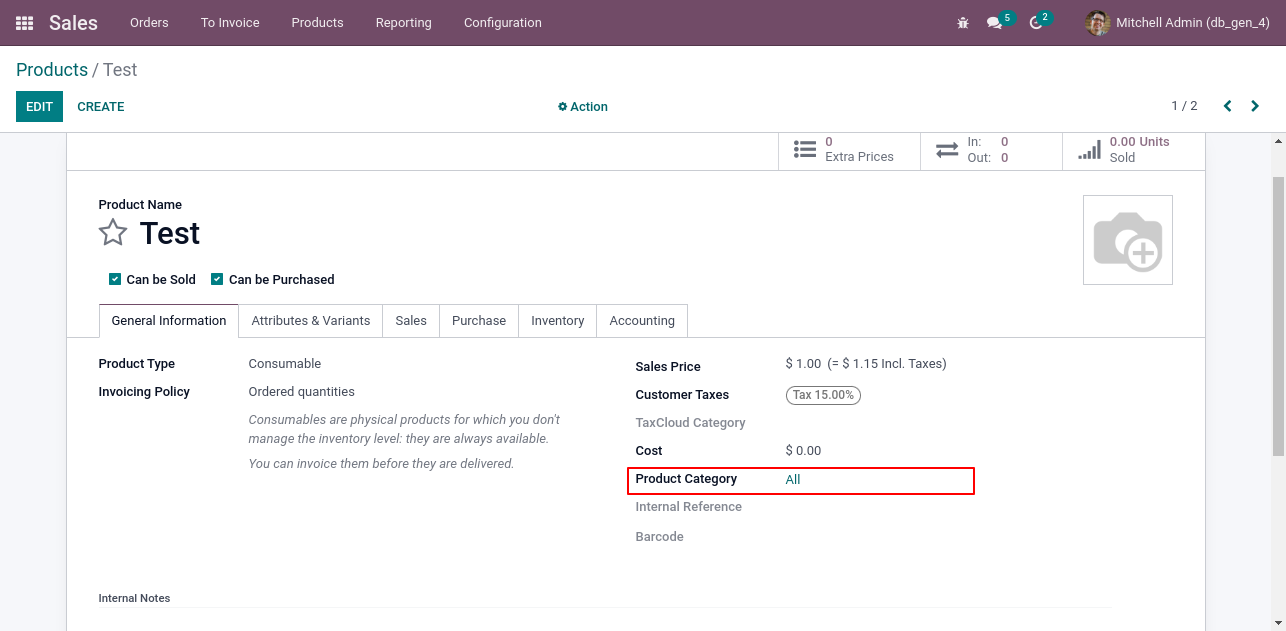 Sales Orders To Invoice Products Reporting Configuration 5 2 Mitchell Admin (db_gen_4)
Products / Test
EDIT CREATE Action 1 / 2
0 Extra Prices
In: 0
Out: 0
0.00 Units
Sold
Product Name
Test
Can be Sold Can be Purchased
General Information Attributes & Variants Sales Purchase Inventory Accounting
Product Type Consumable
Invoicing Policy Ordered quantities
Consumables are physical products for which you don't
manage the inventory level: they are always available.
You can invoice them before they are delivered.
Sales Price $ 1.00 (= $ 1.15 Incl. Taxes)
Customer Taxes Tax 15.00%
TaxCloud Category
Cost $ 0.00
Product Category All
Internal Reference
Barcode
Internal Notes